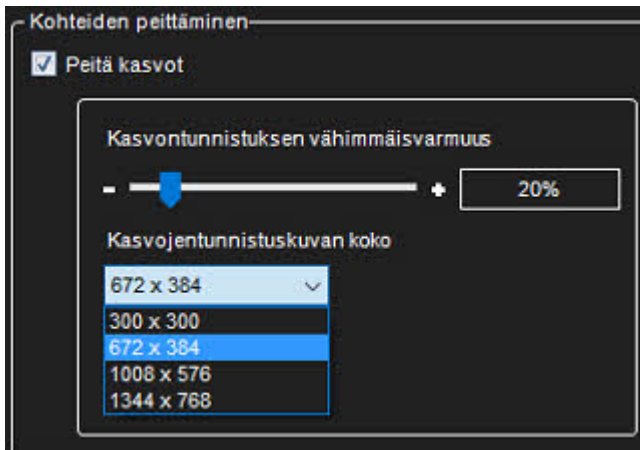 Kohteiden peittäminen
Peitä kasvot
Kasvontunnistuksen vähimmäisvarmuus
- + 20%
Kasvojentunnistuskuvan koko
672 x 384
300 x 300
672 x 384
1008 x 576
1344 x 768